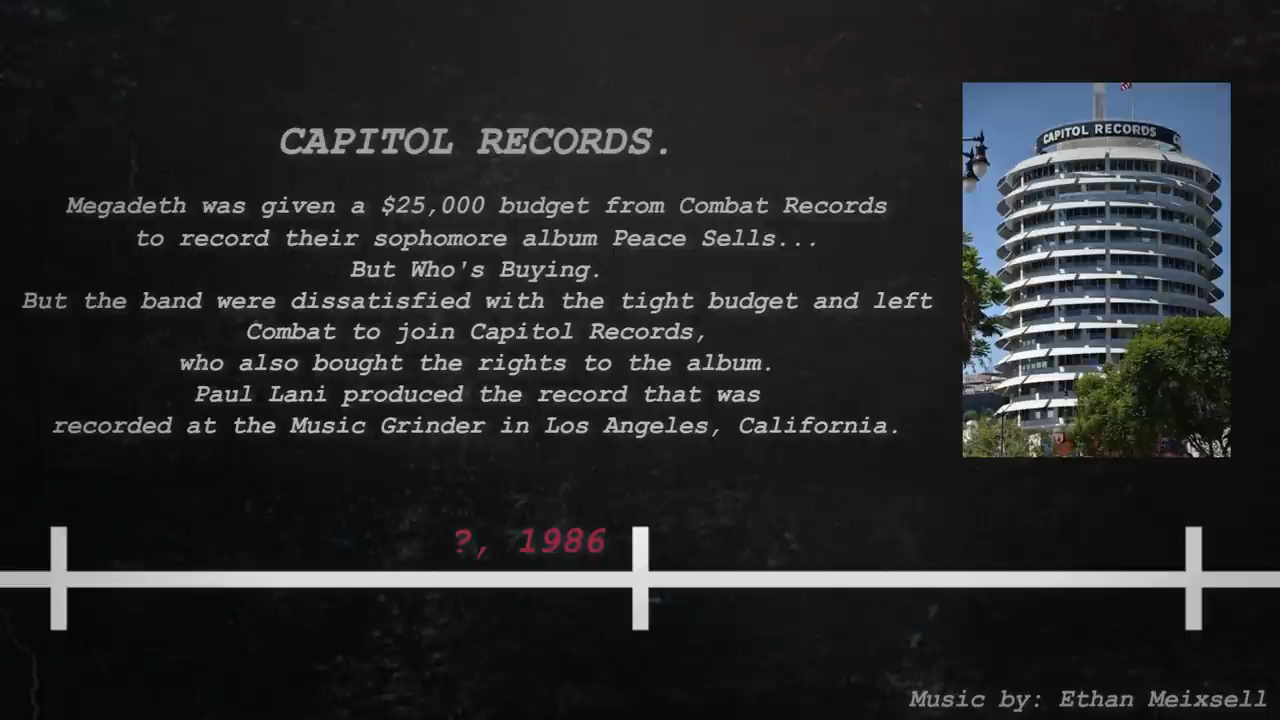 CAPITOL RECORDS.
Megadeth was given a $25,000 budget from Combat Records
to record their sophomore album Peace Sells...
But Who's Buying.
But the band were dissatisfied with the tight budget and left
Combat to join Capitol Records,
who also bought the rights to the album.
Paul Lani produced the record that was
recorded at the Music Grinder in Los Angeles, California.
CAPITOL RECORDS
?, 1986
Music by: Ethan Meixsell